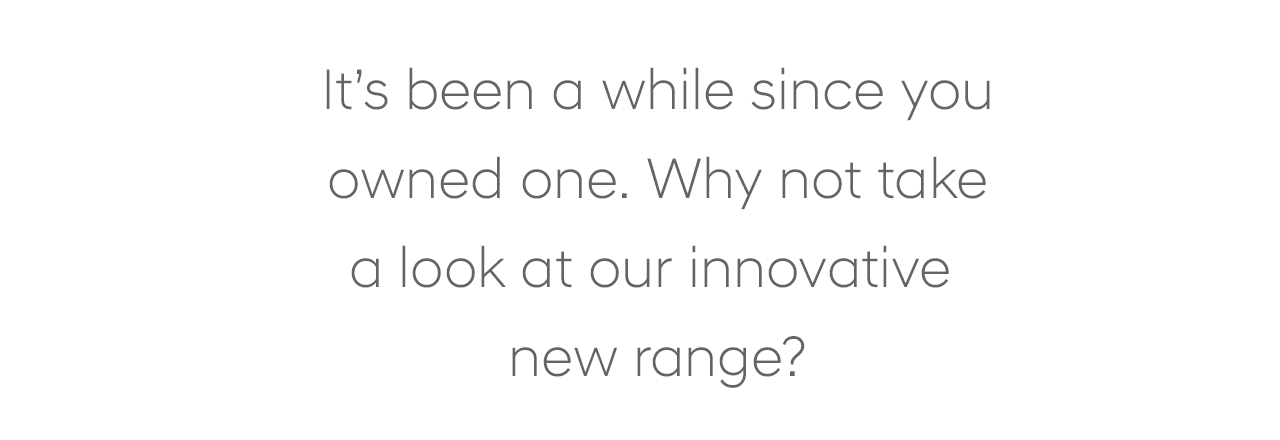 It’s been a while since you
owned one. Why not take
a look at our innovative
new range?